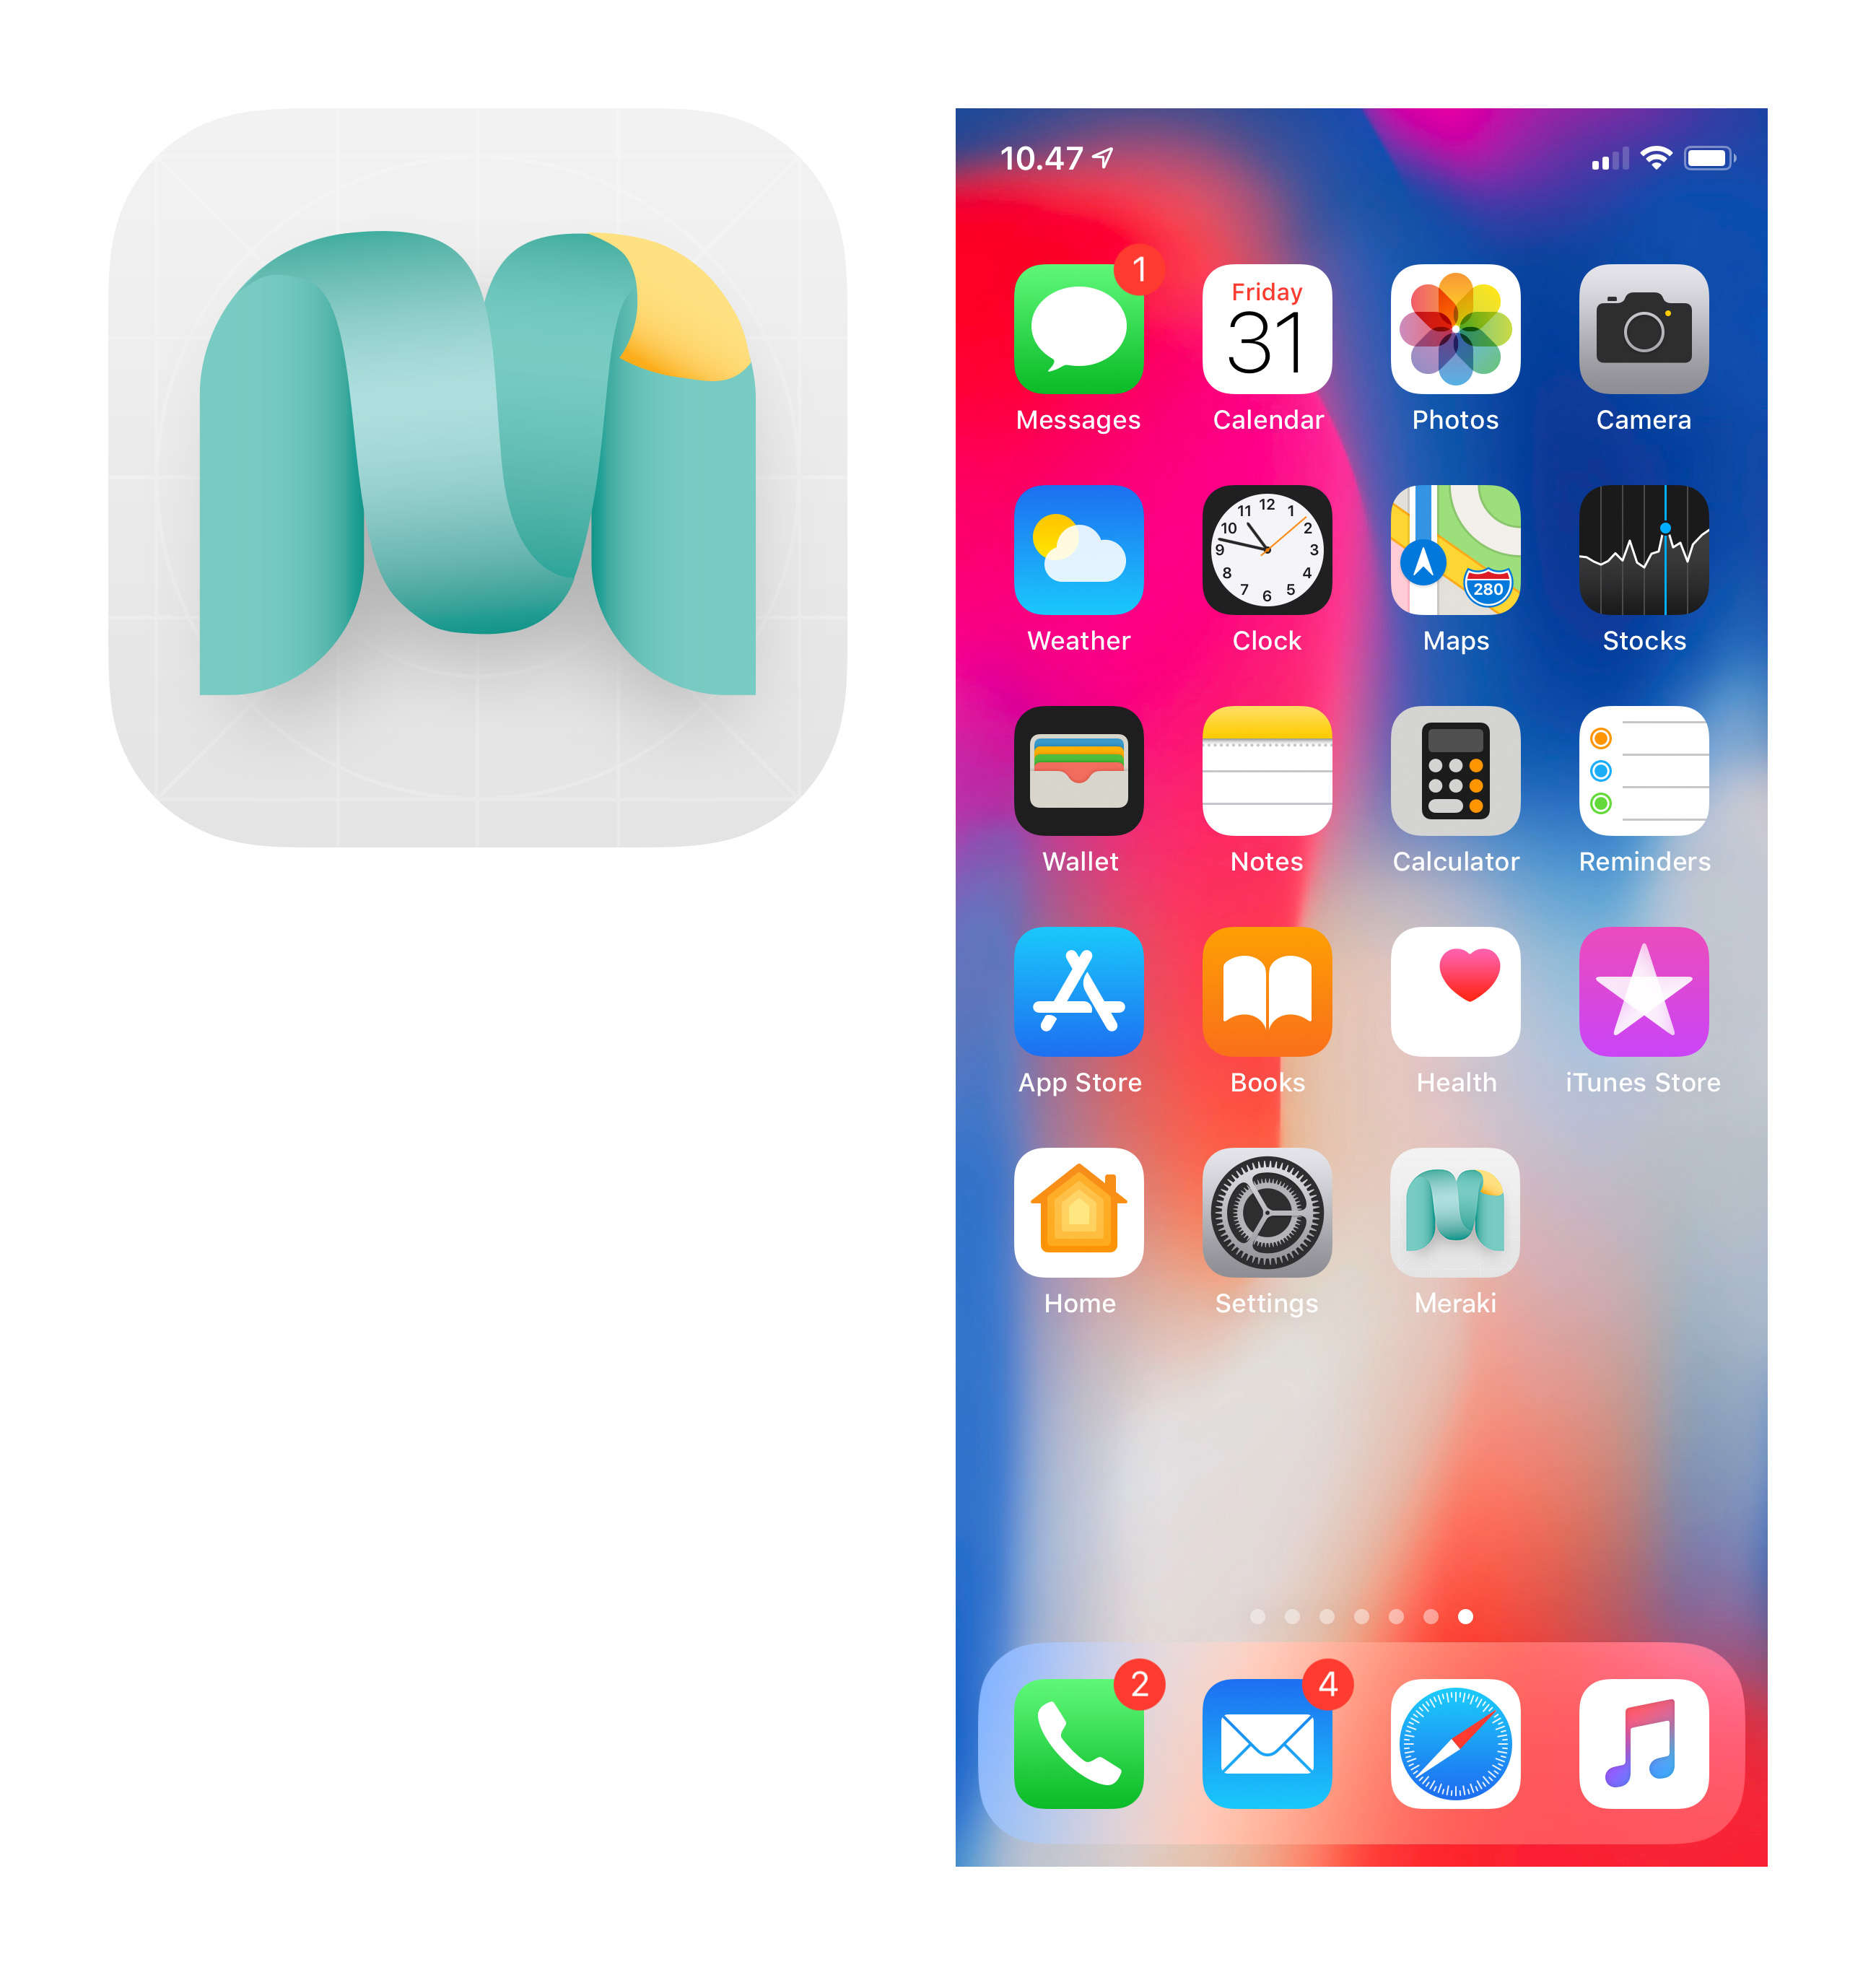 10.47
1
Friday
31
Messages Calendar Photos Camera
12
11 1
10 2
9 3
8 4
7 5
6
280
Weather Clock Maps Stocks
Wallet Notes Calculator Reminders
App Store Books Health iTunes Store
Home Settings Meraki
2 4